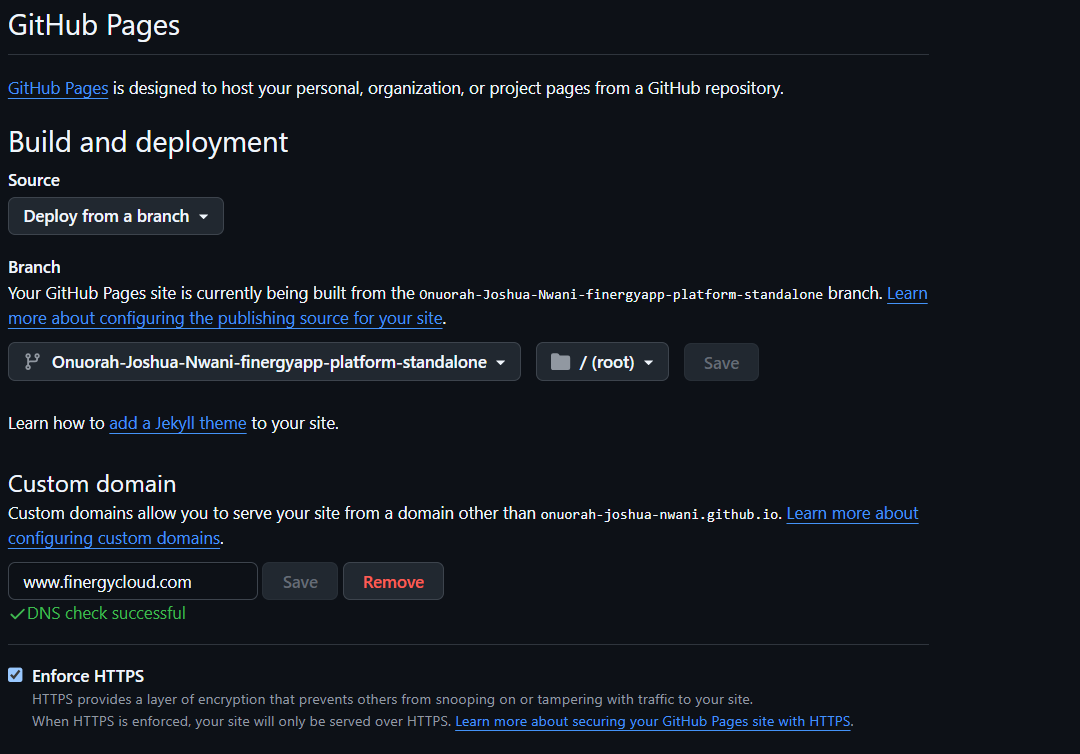 GitHub Pages
GitHub Pages is designed to host your personal, organization, or project pages from a GitHub repository.
Build and deployment
Source
Deploy from a branch
Branch
Your GitHub Pages site is currently being built from the Onuorah-Joshua-Nwani-finergyapp-platform-standalone branch. Learn
more about configuring the publishing source for your site.
Onuorah-Joshua-Nwani-finergyapp-platform-standalone / (root) Save
Learn how to add a Jekyll theme to your site.
Custom domain
Custom domains allow you to serve your site from a domain other than onuorah-joshua-nwani.github.io. Learn more about
configuring custom domains.
www.finergycloud.com Save Remove
DNS check successful
Enforce HTTPS
HTTPS provides a layer of encryption that prevents others from snooping on or tampering with traffic to your site.
When HTTPS is enforced, your site will only be served over HTTPS. Learn more about securing your GitHub Pages site with HTTPS.